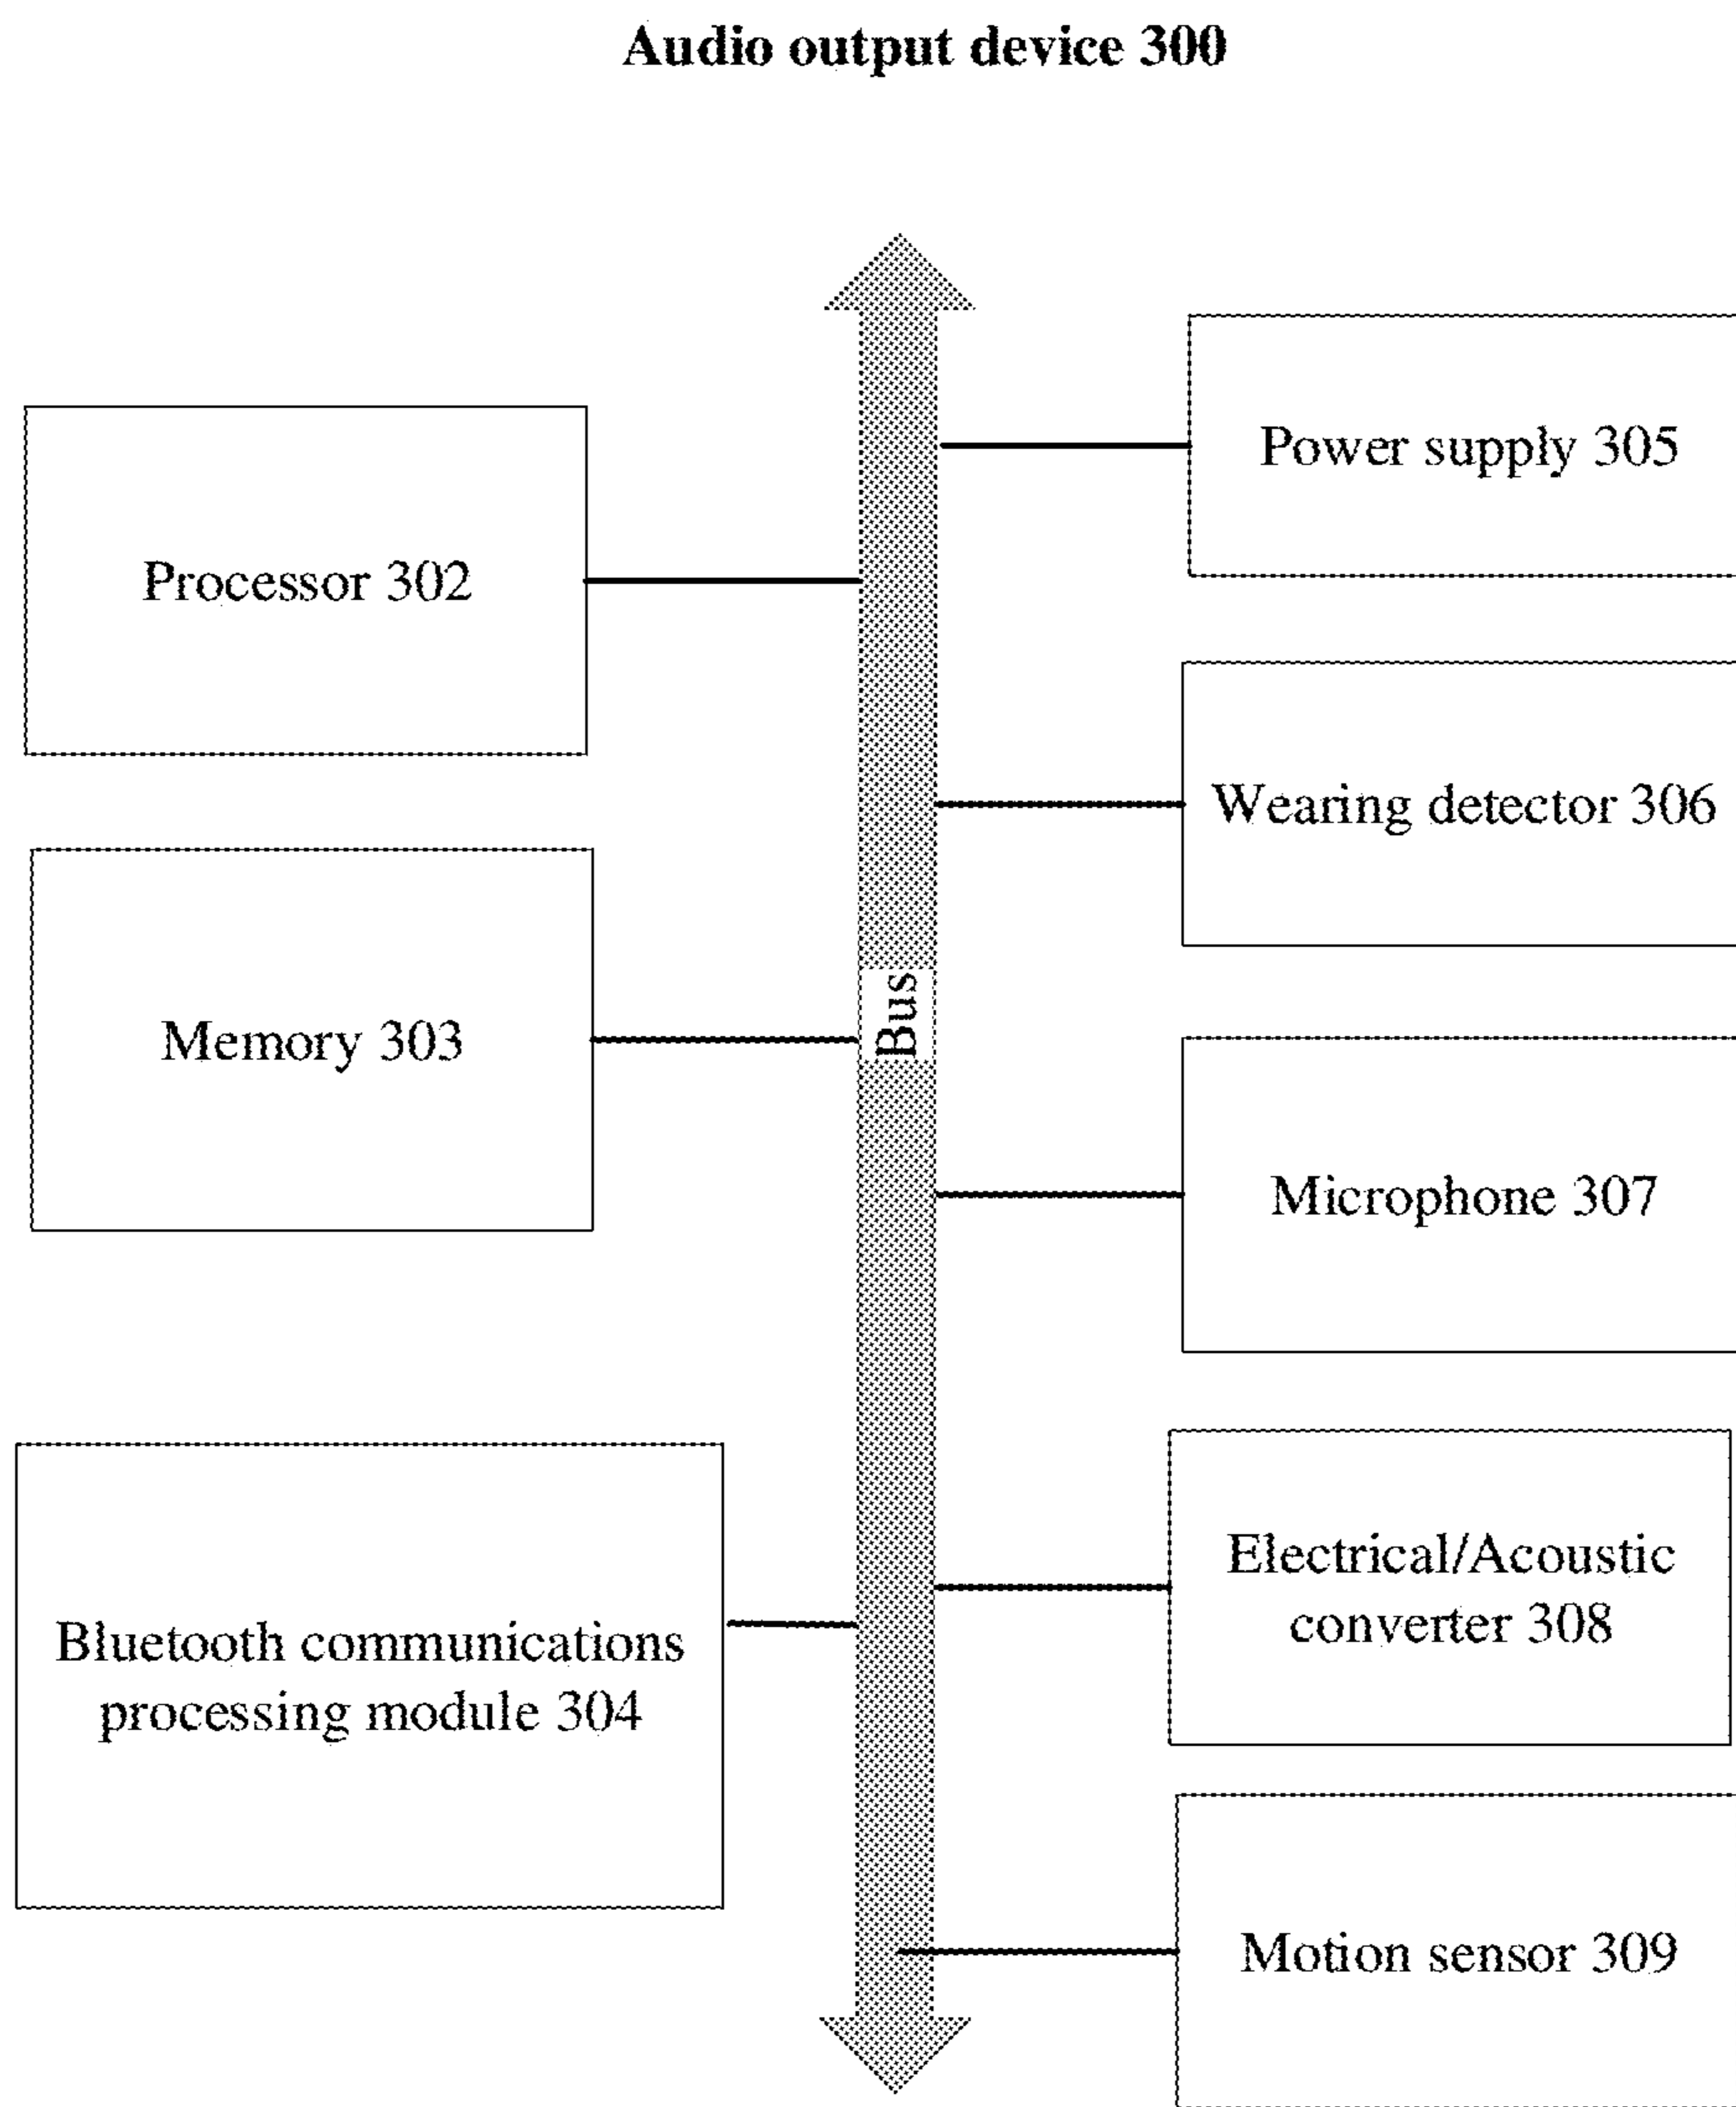 Audio output device 300
Processor 302
Memory 303
Bluetooth communications
processing module 304
Bus
Power supply 305
Wearing detector 306
Microphone 307
Electrical/Acoustic
converter 308
Motion sensor 309